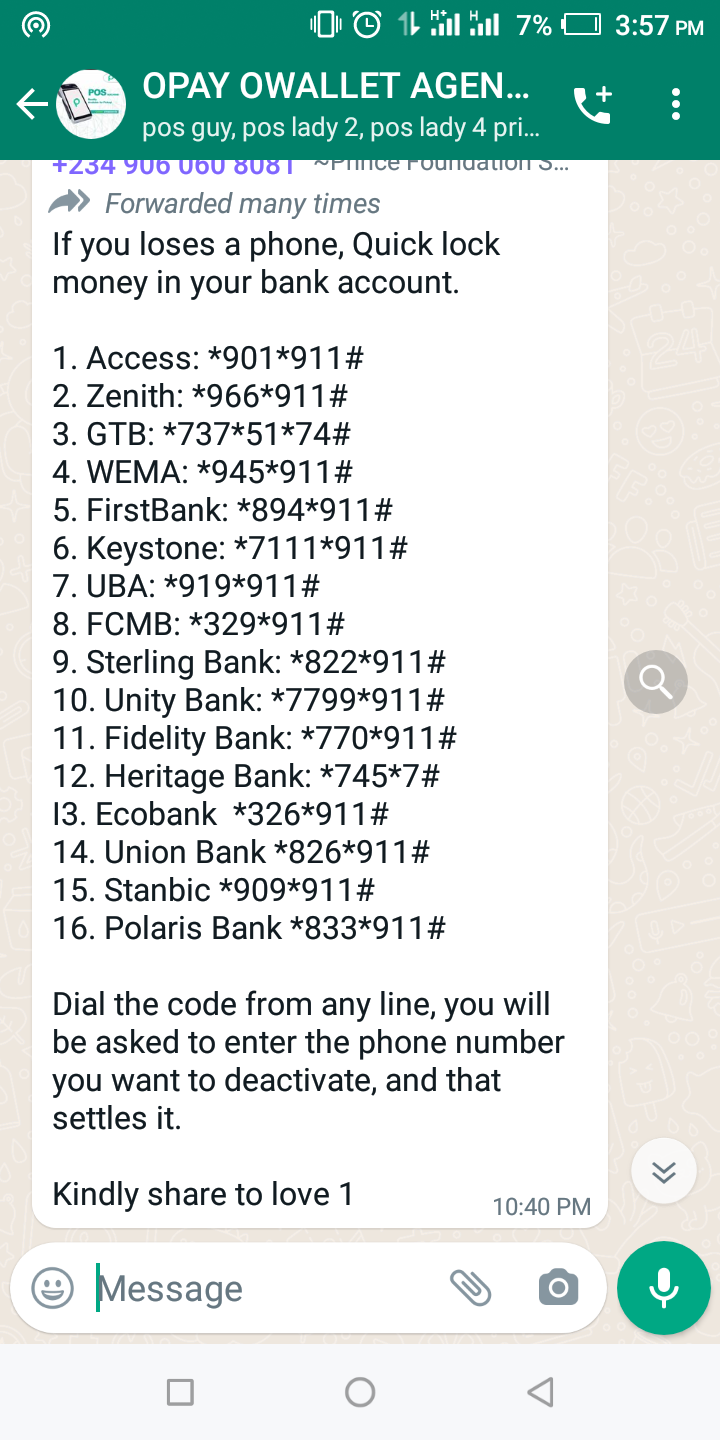 H+ H 7% 3:57 PM
OPAY OWALLET AGEN...
pos guy, pos lady 2, pos lady 4 pri...
+234 906 060 8081 ~Prince Foundation S...
Forwarded many times
If you loses a phone, Quick lock
money in your bank account.
1. Access: *901*911#
2. Zenith: *966*911#
3. GTB: *737*51*74#
4. WEMA: *945*911#
5. FirstBank: *894*911#
6. Keystone: *7111*911#
7. UBA: *919*911#
8. FCMB: *329*911#
9. Sterling Bank: *822*911#
10. Unity Bank: *7799*911#
11. Fidelity Bank: *770*911#
12. Heritage Bank: *745*7#
I3. Ecobank  *326*911#
14. Union Bank *826*911#
15. Stanbic *909*911#
16. Polaris Bank *833*911#
Dial the code from any line, you will
be asked to enter the phone number
you want to deactivate, and that
settles it.
Kindly share to love 1
10:40 PM
Message